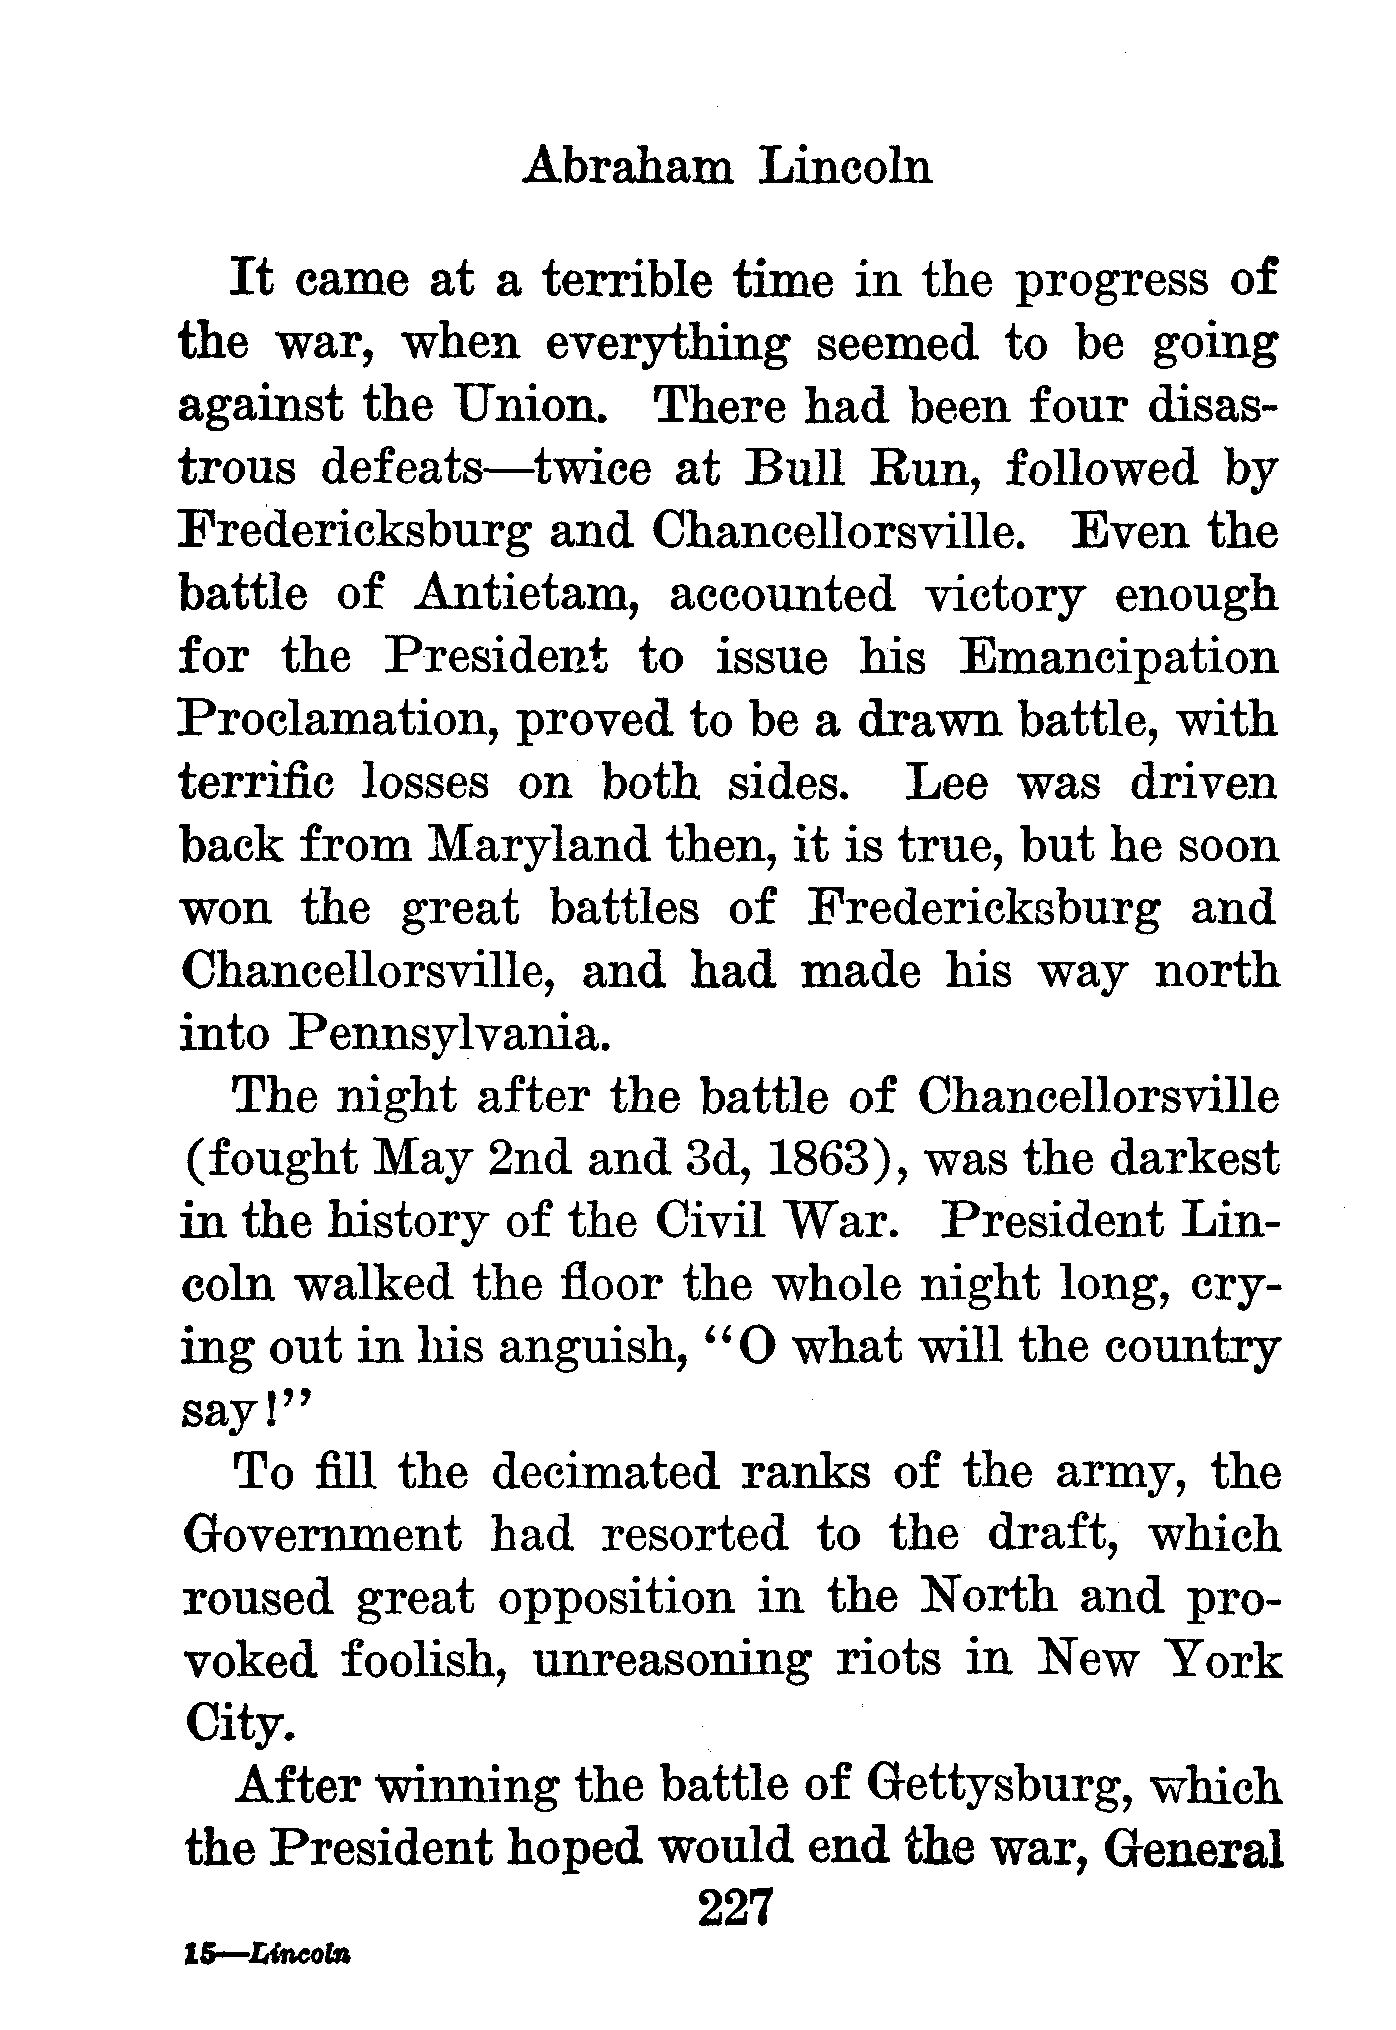 Abraham Lincoln
It came at a terrible time in the progress of
the war, when everything seemed to be going
against the Union. There had been four disas-
trous defeats—twice at Bull Run, followed by
Fredericksburg and Chancellorsville. Even the
battle of Antietam, accounted victory enough
for the President to issue his Emancipation
Proclamation, proved to be a drawn battle, with
terrific losses on both sides. Lee was driven
back from Maryland then, it is true, but he soon
won the great battles of Fredericksburg and
Chancellorsville, and had made his way north
into Pennsylvania.
The night after the battle of Chancellorsville
(fought May 2nd and 3d, 1863), was the darkest
in the history of the Civil War. President Lin-
coln walked the floor the whole night long, cry-
ing out in his anguish, "O what will the country
say!"
To fill the decimated ranks of the army, the
Government had resorted to the draft, which
roused great opposition in the North and pro-
voked foolish, unreasoning riots in New York
City.
After winning the battle of Gettysburg, which
the President hoped would end the war, General
227
15—Lincoln